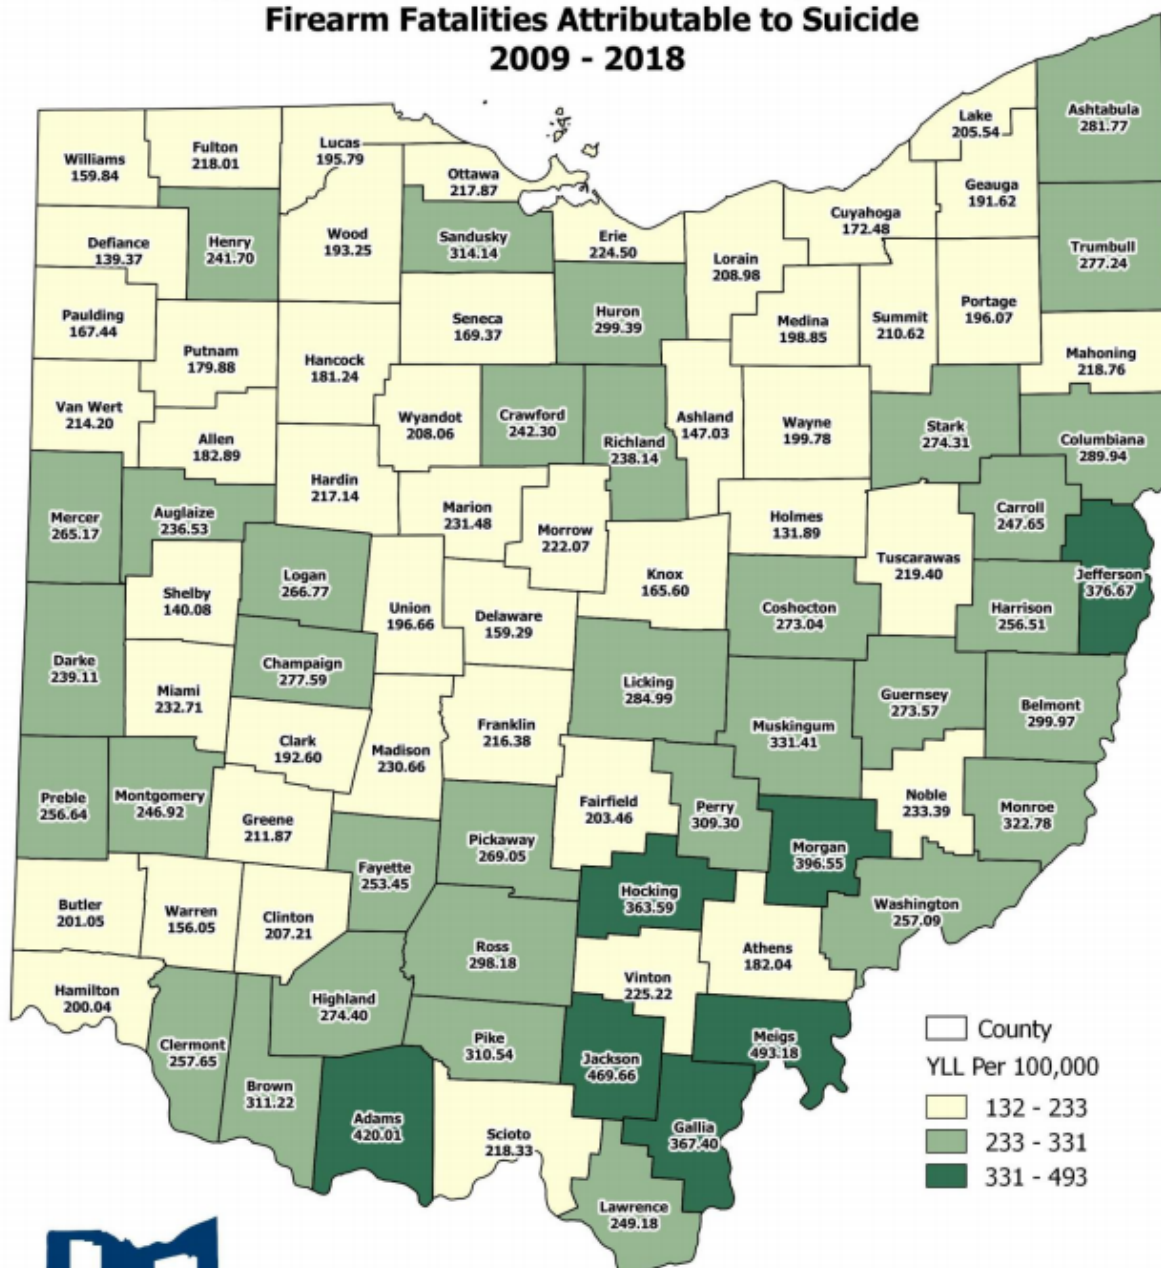 Firearm Fatalities Attributable to Suicide
2009 - 2018
Williams
159.84
Fulton
218.01
Lucas
195.79
Ottawa
217.87
Lake
205.54
Ashtabula
281.77
Geauga
191.62
Cuyahoga
172.48
Defiance
139.37
Henry
241.70
Wood
193.25
Sandusky
314.14
Erie
224.50
Lorain
208.98
Trumbull
277.24
Paulding
167.44
Seneca
169.37
Huron
299.39
Medina
198.85
Summit
210.62
Portage
196.07
Putnam
179.88
Hancock
181.24
Mahoning
218.76
Van Wert
214.20
Allen
182.89
Wyandot
208.06
Crawford
242.30
Richland
238.14
Ashland
147.03
Wayne
199.78
Stark
274.31
Columbiana
289.94
Hardin
217.14
Mercer
265.17
Auglaize
236.53
Marion
231.48
Morrow
222.07
Holmes
131.89
Carroll
247.65
Tuscarawas
219.40
Jefferson
376.67
Shelby
140.08
Logan
266.77
Union
196.66
Delaware
159.29
Knox
165.60
Coshocton
273.04
Harrison
256.51
Darke
239.11
Miami
232.71
Champaign
277.59
Licking
284.99
Guernsey
273.57
Belmont
299.97
Clark
192.60
Madison
230.66
Franklin
216.38
Muskingum
331.41
Preble
256.64
Montgomery
246.92
Greene
211.87
Fairfield
203.46
Perry
309.30
Noble
233.39
Monroe
322.78
Fayette
253.45
Pickaway
269.05
Morgan
396.55
Butler
201.05
Warren
156.05
Clinton
207.21
Hocking
363.59
Washington
257.09
Ross
298.18
Athens
182.04
Hamilton
200.04
Highland
274.40
Vinton
225.22
Clermont
257.65
Pike
310.54
Jackson
469.66
Meigs
493.18
Brown
311.22
Adams
420.01
Scioto
218.33
Gallia
367.40
Lawrence
249.18
County
YLL Per 100,000
132 - 233
233 - 331
331 - 493